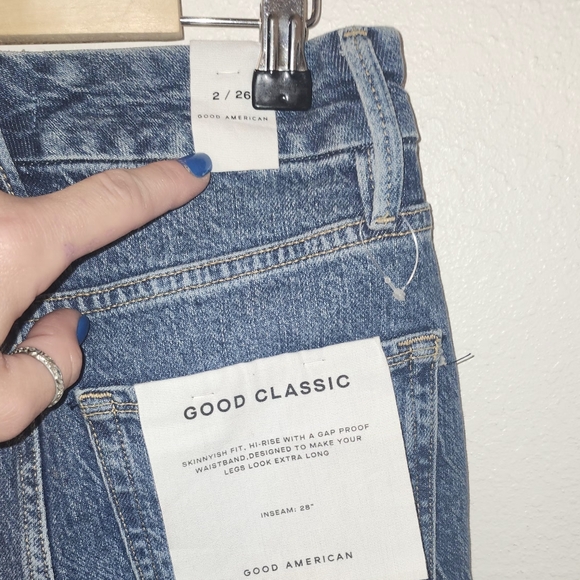 2 / 26
GOOD AMERICAN
GOOD CLASSIC
SKINNYISH FIT, HI-RISE WITH A GAP PROOF
WAISTBAND,DESIGNED TO MAKE YOUR
LEGS LOOK EXTRA LONG
INSEAM: 28"
GOOD AMERICAN